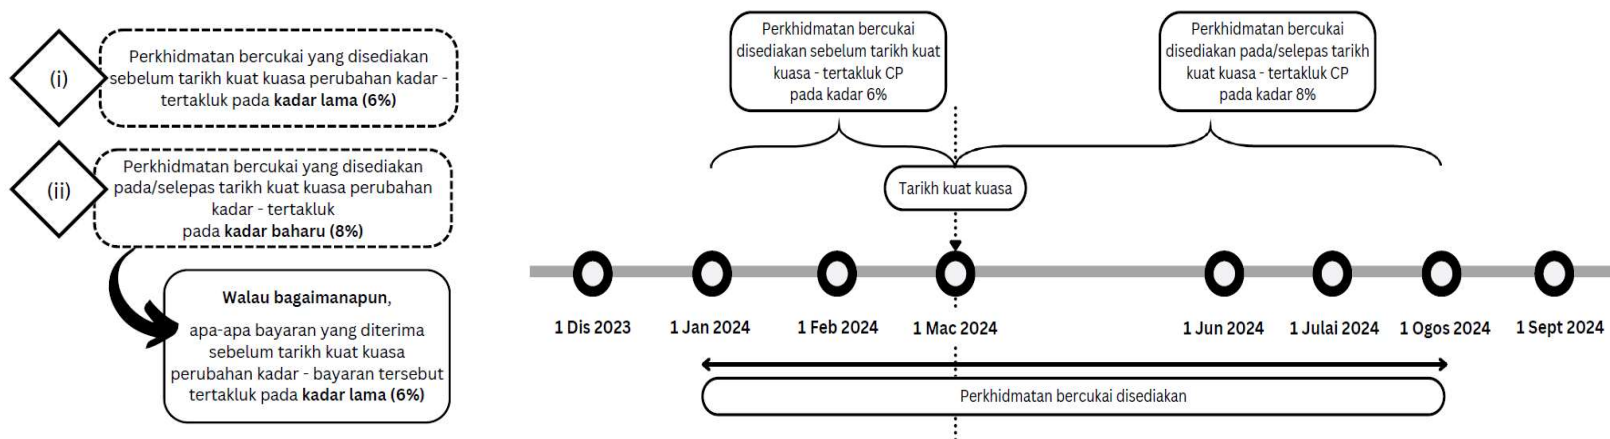 (i)
Perkhidmatan bercukai yang disediakan
sebelum tarikh kuat kuasa perubahan kadar -
tertakluk pada kadar lama (6%)
(ii)
Perkhidmatan bercukai yang disediakan
pada/selepas tarikh kuat kuasa perubahan
kadar - tertakluk
pada kadar baharu (8%)
Walau bagaimanapun,
apa-apa bayaran yang diterima
sebelum tarikh kuat kuasa
perubahan kadar - bayaran tersebut
tertakluk pada kadar lama (6%)
Perkhidmatan bercukai
disediakan sebelum tarikh kuat
kuasa - tertakluk CP
pada kadar 6%
Perkhidmatan bercukai
disediakan pada/selepas tarikh
kuat kuasa - tertakluk CP
pada kadar 8%
Tarikh kuat kuasa
1 Dis 2023
1 Jan 2024
1 Feb 2024
1 Mac 2024
1 Jun 2024
1 Julai 2024
1 Ogos 2024
1 Sept 2024
Perkhidmatan bercukai disediakan